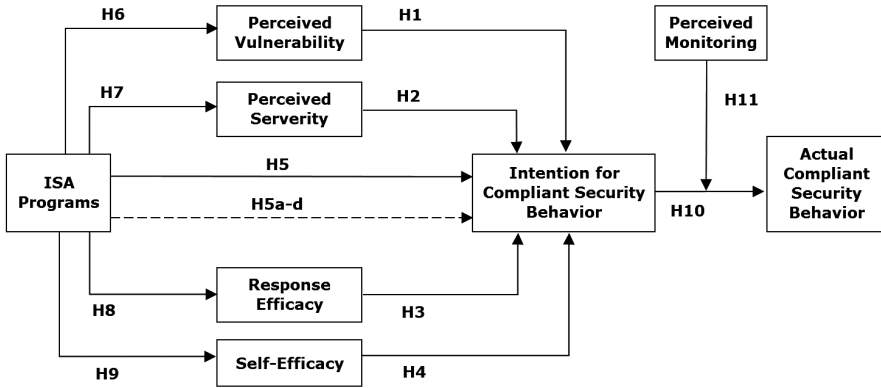 H6
Perceived
Vulnerability
H1
Perceived
Monitoring
H7
Perceived
Serverity
H2
H11
ISA
Programs
H5
H5a-d
Intention for
Compliant Security
Behavior
H10
Actual
Compliant
Security
Behavior
H8
Response
Efficacy
H3
H9
Self-Efficacy
H4